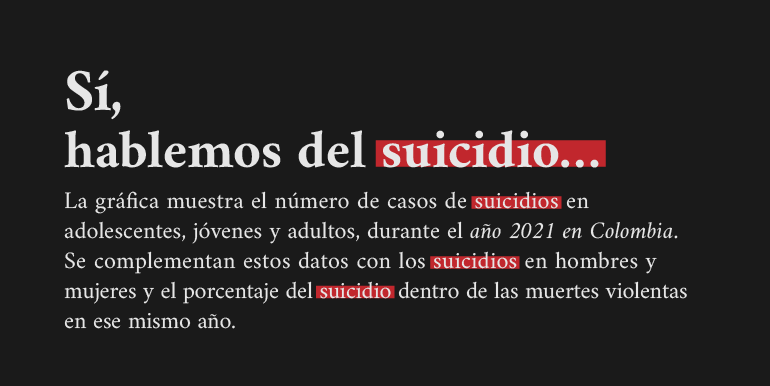 Sí,
hablemos del suicidio...
La gráfica muestra el número de casos de suicidios en
adolescentes, jóvenes y adultos, durante el año 2021 en Colombia.
Se complementan estos datos con los suicidios en hombres y
mujeres y el porcentaje del suicidio dentro de las muertes violentas
en ese mismo año.